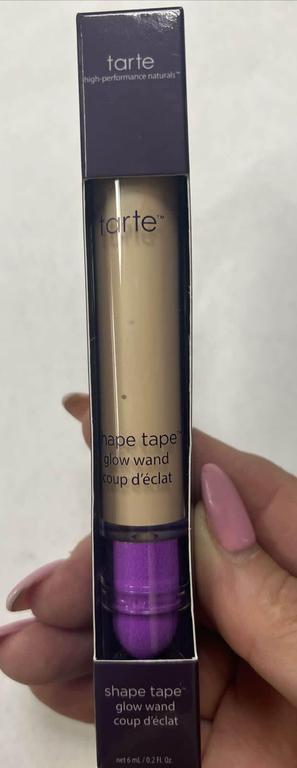 tarte
high-performance naturals™
tarte™
shape tape™
glow wand
coup d'éclat
shape tape™
glow wand
coup d'éclat
net 6 mL / 0.2 fl. oz.